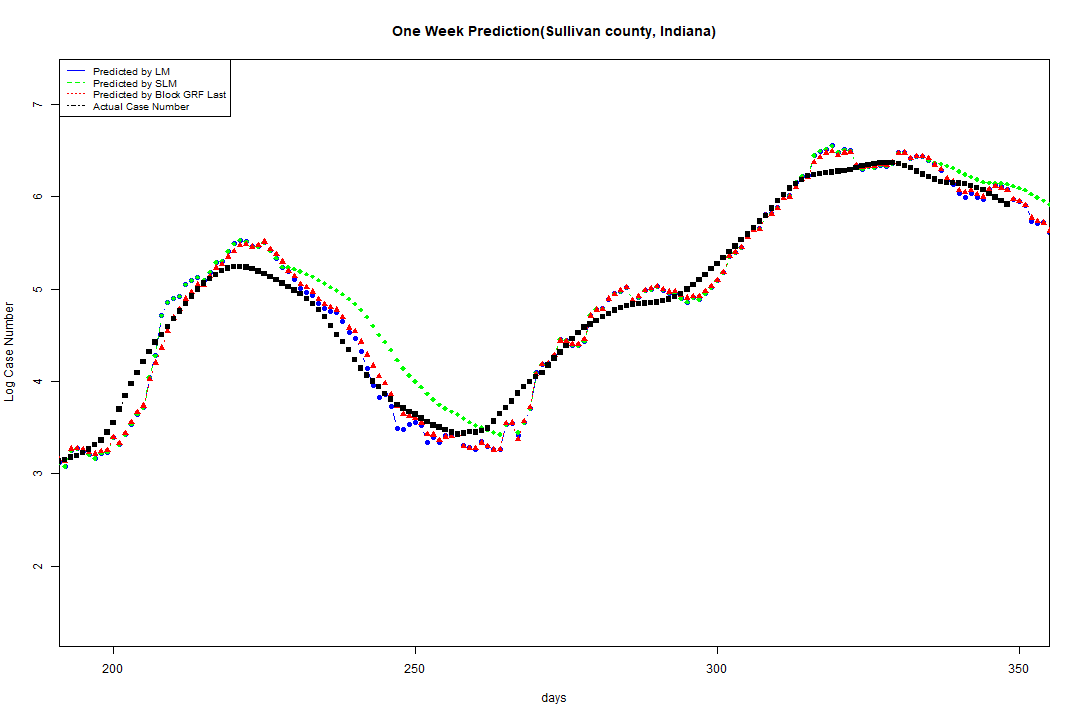 One Week Prediction(Sullivan county, Indiana)
Predicted by LM
Predicted by SLM
Predicted by Block GRF Last
Actual Case Number
7
6
5
4
3
2
Log Case Number
200 250 300 350
days